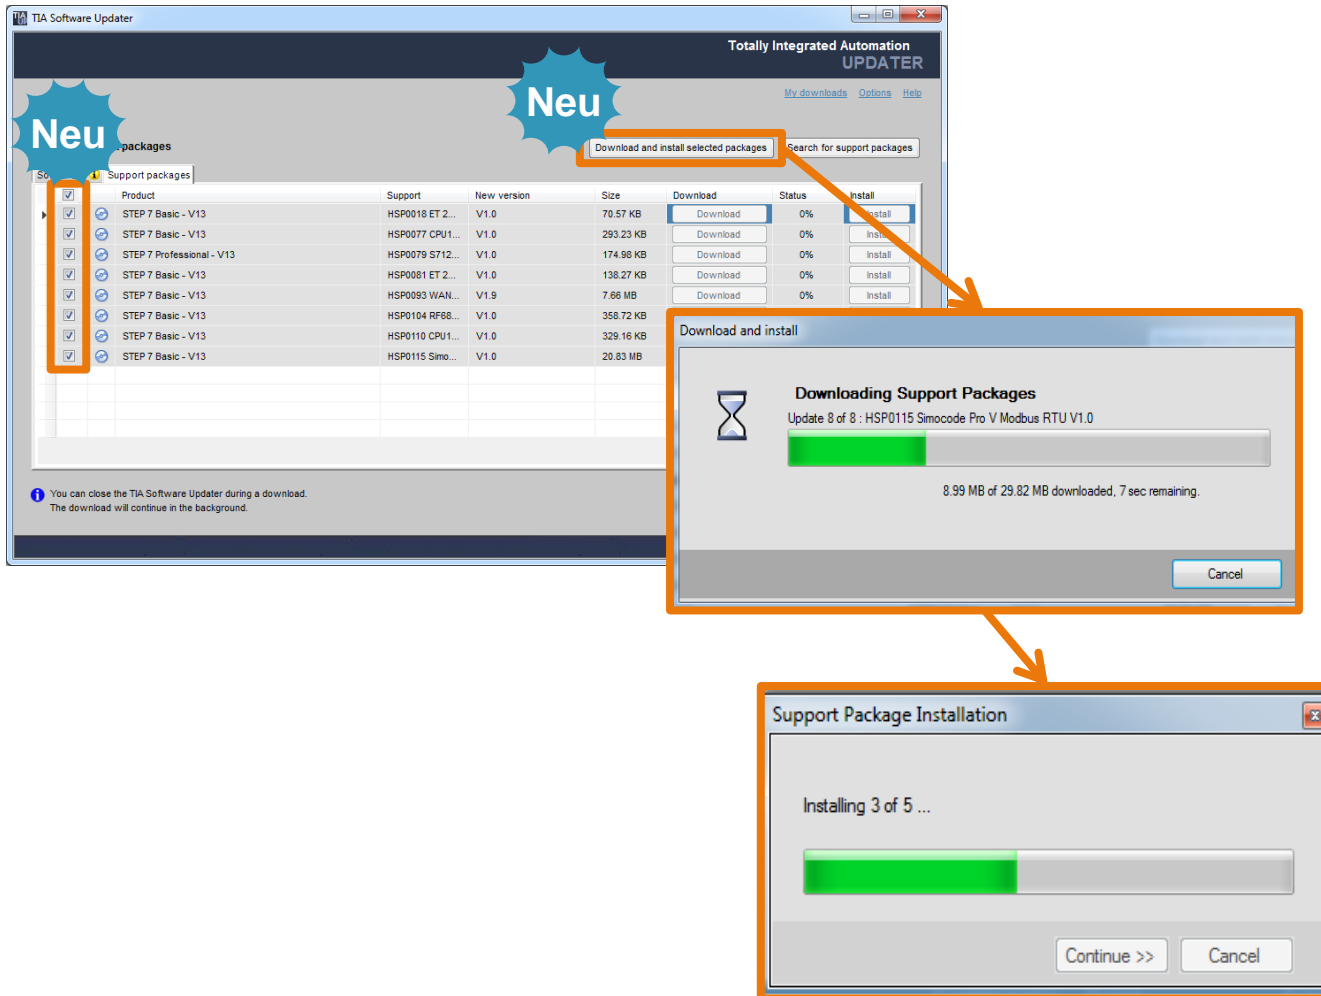 TIA Software Updater
Totally Integrated Automation
UPDATER
My downloads Options Help
Neu
Neu
packages
Download and install selected packages
Search for support packages
Support packages
Product Support New version Size Download Status Install
STEP 7 Basic - V13 HSP0018 ET 2... V1.0 70.57 KB Download 0% Install
STEP 7 Basic - V13 HSP0077 CPU1... V1.0 293.23 KB Download 0% Install
STEP 7 Professional - V13 HSP0079 S712... V1.0 174.98 KB Download 0% Install
STEP 7 Basic - V13 HSP0081 ET 2... V1.0 138.27 KB Download 0% Install
STEP 7 Basic - V13 HSP0093 WAN... V1.9 7.66 MB Download 0% Install
STEP 7 Basic - V13 HSP0104 RF68... V1.0 358.72 KB
STEP 7 Basic - V13 HSP0110 CPU1... V1.0 329.16 KB
STEP 7 Basic - V13 HSP0115 Simo... V1.0 20.83 MB
You can close the TIA Software Updater during a download.
The download will continue in the background.
Download and install
Downloading Support Packages
Update 8 of 8 : HSP0115 Simocode Pro V Modbus RTU V1.0
8.99 MB of 29.82 MB downloaded, 7 sec remaining.
Cancel
Support Package Installation
Installing 3 of 5 ...
Continue >> Cancel